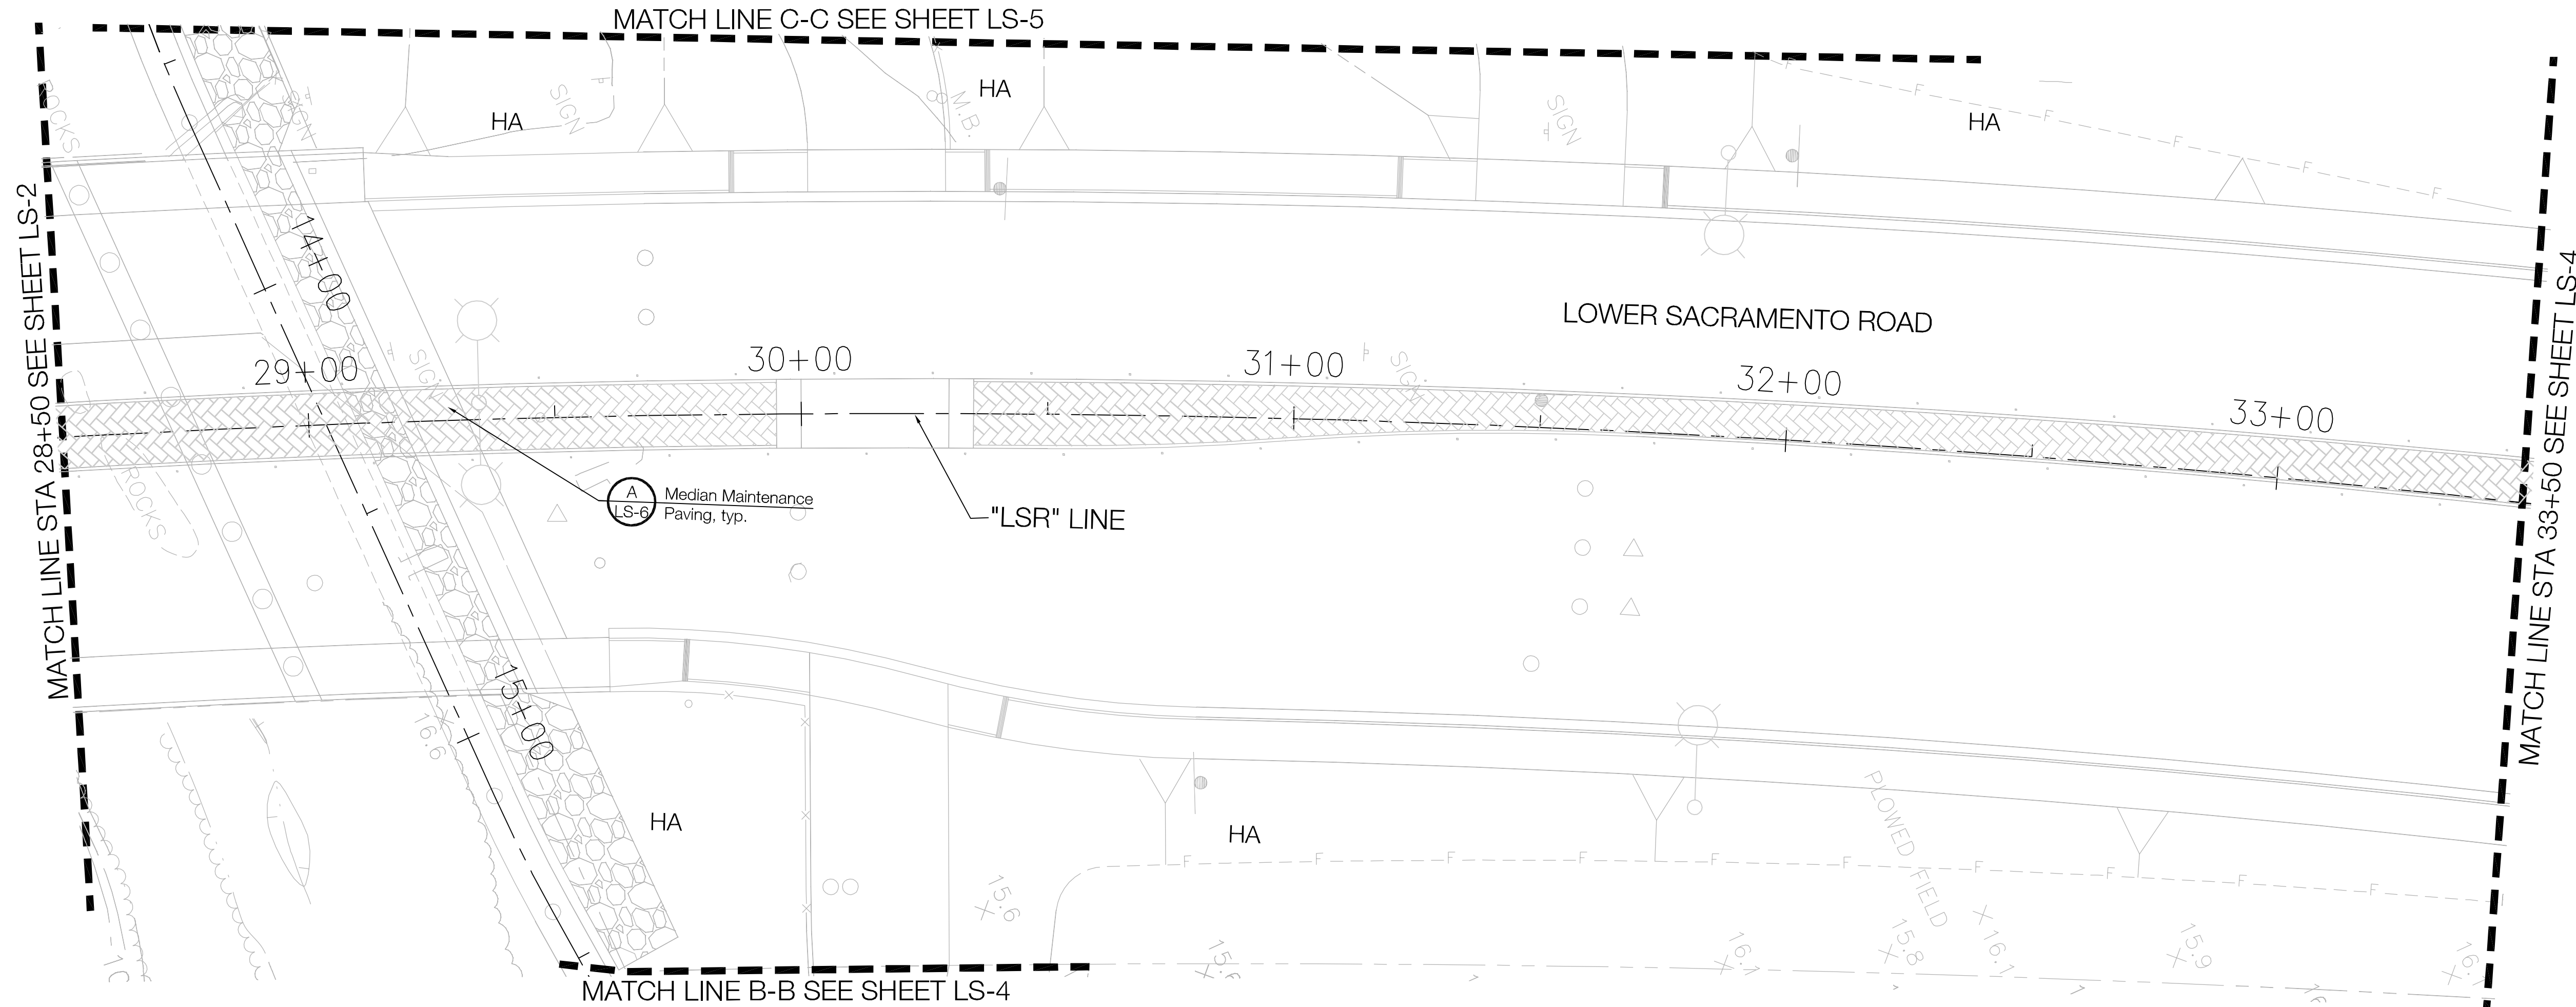 MATCH LINE C-C SEE SHEET LS-5
MATCH LINE STA 28+50 SEE SHEET LS-2
ROCKS
SIGN
HA
SIGN
HA
M.B.
SIGN
HA
F
F
F
F
F
F
14+00
LOWER SACRAMENTO ROAD
29+00
30+00
31+00
32+00
33+00
SIGN
SIGN
ROCKS
A
LS-6
Median Maintenance
Paving, typ.
"LSR" LINE
MATCH LINE STA 33+50 SEE SHEET LS-4
16.6
15+00
HA
HA
PLOWED FIELD
F
F
F
F
F
F
F
F
F
F
15.6
16.1
15.8
16.1
15.9
MATCH LINE B-B SEE SHEET LS-4